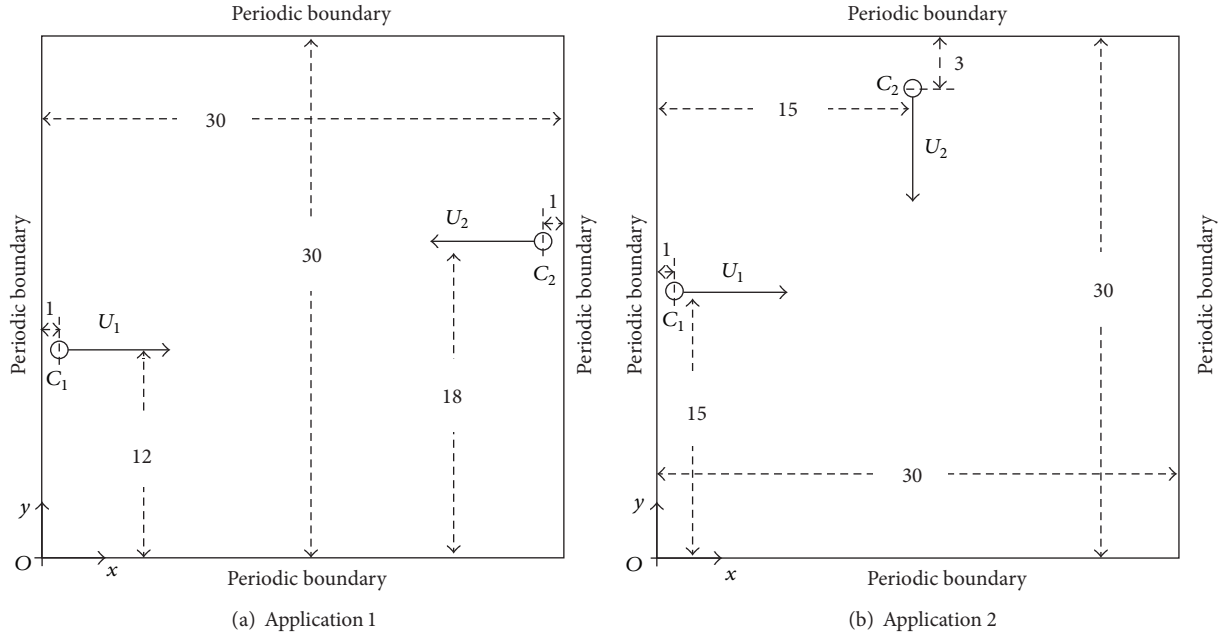 Periodic boundary
30
30
Periodic boundary
U₁
1
C₁
12
U₂
1
C₂
18
Periodic boundary
y
O
x
Periodic boundary
(a) Application 1
Periodic boundary
3
C₂
15
U₂
Periodic boundary
1
U₁
C₁
15
30
30
Periodic boundary
y
O
x
Periodic boundary
(b) Application 2